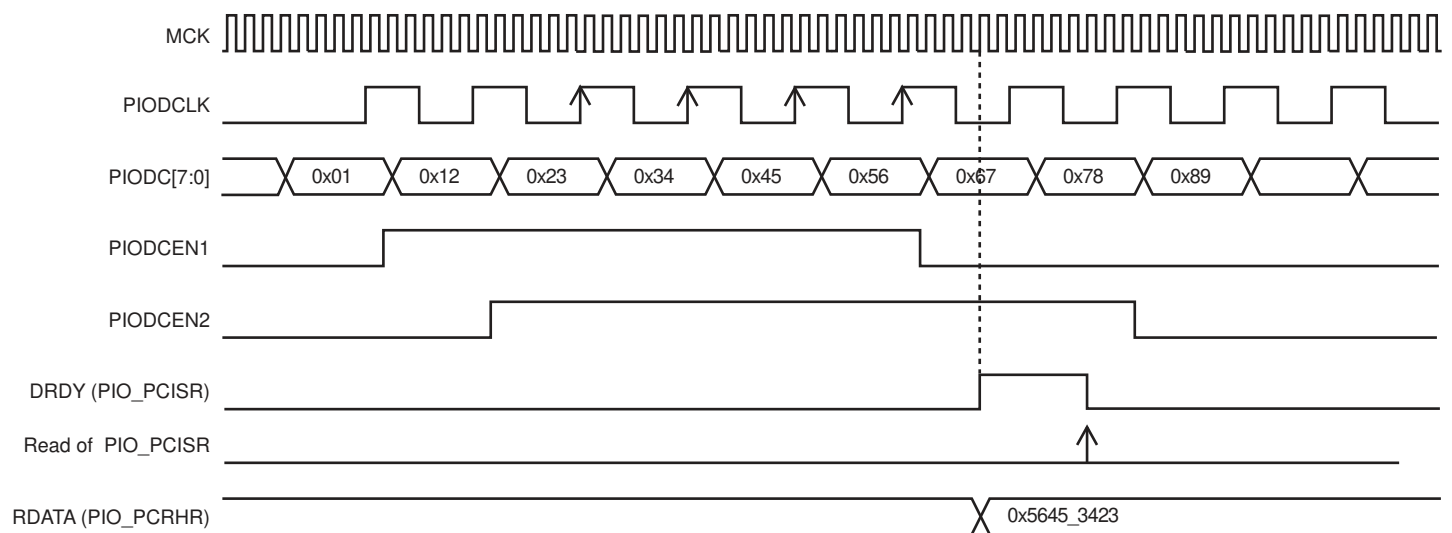 MCK
PIODCLK
PIODC[7:0] 0x01 0x12 0x23 0x34 0x45 0x56 0x67 0x78 0x89
PIODCEN1
PIODCEN2
DRDY (PIO_PCISR)
Read of PIO_PCISR
RDATA (PIO_PCRHR) 0x5645_3423